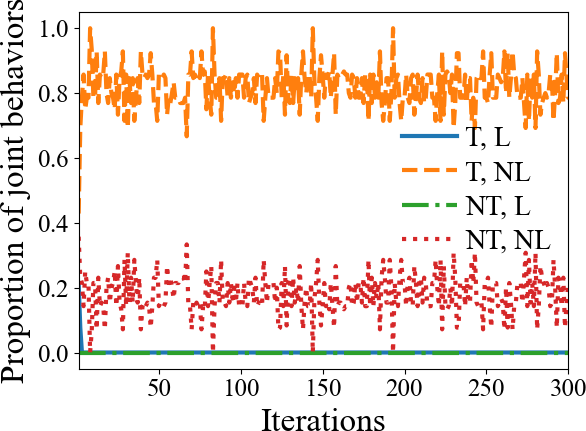 Proportion of joint behaviors
1.0
0.8
0.6
0.4
0.2
0.0
T, L
T, NL
NT, L
NT, NL
50
100
150
200
250
300
Iterations